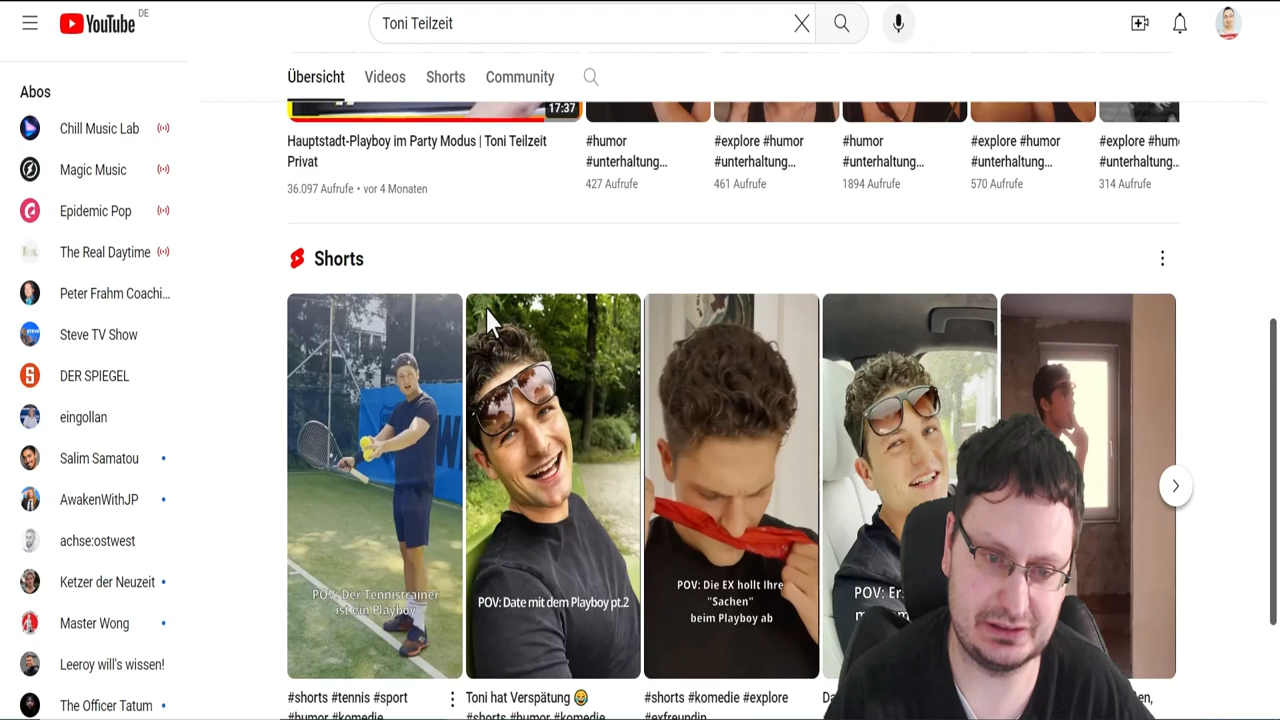 YouTube DE
Toni Teilzeit
Übersicht Videos Shorts Community
Abos
Chill Music Lab
Magic Music
Epidemic Pop
The Real Daytime
Peter Frahm Coachi...
Steve TV Show
DER SPIEGEL
eingollan
Salim Samatou
AwakenWithJP
achse:ostwest
Ketzer der Neuzeit
Master Wong
Leeroy will's wissen!
The Officer Tatum
17:37
Hauptstadt-Playboy im Party Modus | Toni Teilzeit
Privat
36.097 Aufrufe • vor 4 Monaten
#humor
#unterhaltung...
427 Aufrufe
#explore #humor
#unterhaltung...
461 Aufrufe
#humor
#unterhaltung...
1894 Aufrufe
#explore #humor
#unterhaltung...
570 Aufrufe
#explore #hum
#unterhaltung...
314 Aufrufe
Shorts
POV: Der Tennistrainer
ist ein Playboy
#shorts #tennis #sport
#humor #komedie
POV: Date mit dem Playboy pt.2
Toni hat Verspätung 😂
#shorts #humor #komedie
POV: Die EX hollt Ihre
"Sachen"
beim Playboy ab
#shorts #komedie #explore
#exfreundin
POV: